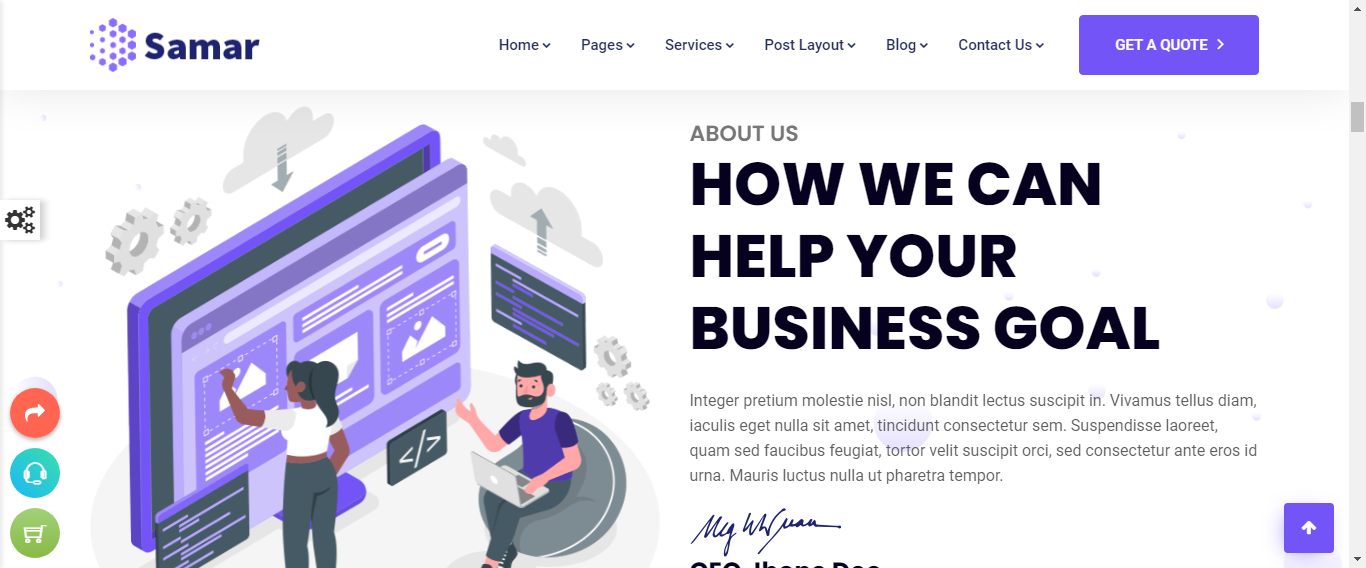 Samar
Home
Pages
Services
Post Layout
Blog
Contact Us
GET A QUOTE
ABOUT US
HOW WE CAN
HELP YOUR
BUSINESS GOAL
</>
Integer pretium molestie nisl, non blandit lectus suscipit in. Vivamus tellus diam,
iaculis eget nulla sit amet, tincidunt consectetur sem. Suspendisse laoreet,
quam sed faucibus feugiat, tortor velit suscipit orci, sed consectetur ante eros id
urna. Mauris luctus nulla ut pharetra tempor.